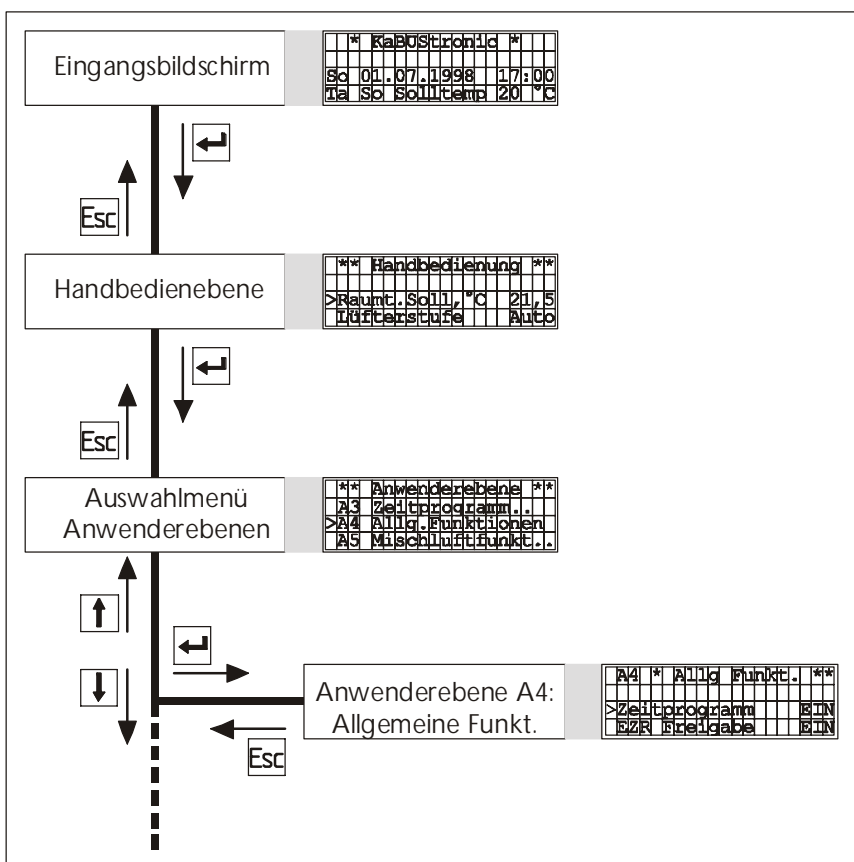 Eingangsbildschirm
* KaBUStronic *
So 01.07.1998 17:00
Ta So Solltemp 20 °C
Esc
Handbedienebene
** Handbedienung **
>Raumt.Soll,°C 21,5
Lüfterstufe Auto
Esc
Auswahlmenü
Anwenderebenen
** Anwenderebene **
A3 Zeitprogramm..
>A4 Allg.Funktionen
A5 Mischluftfunkt..
Anwenderebene A4:
Allgemeine Funkt.
A4 * Allg Funkt. **
>Zeitprogramm EIN
EZR Freigabe EIN
Esc